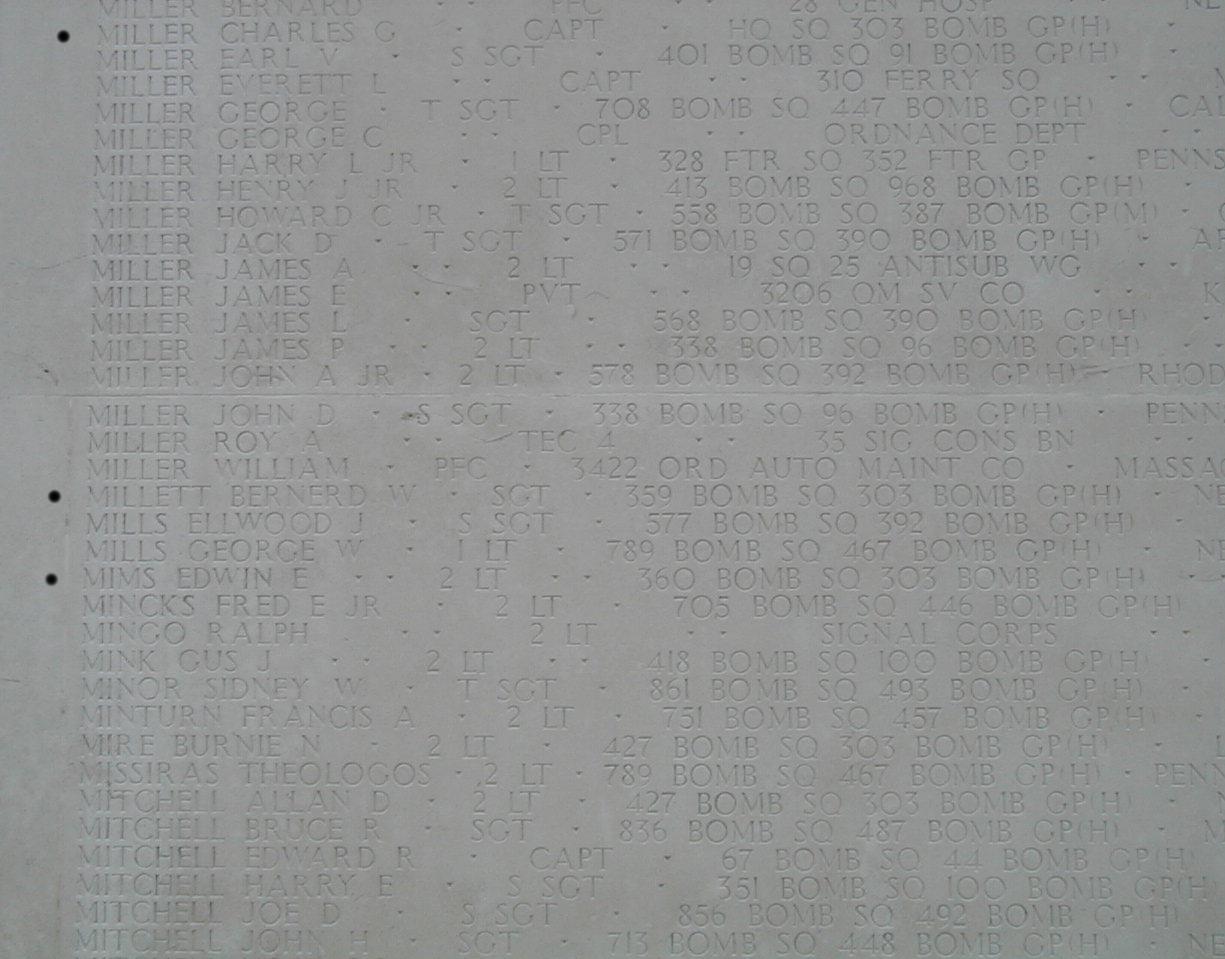 MILLER BERNARD · · PFC · · 28 GEN HOSP · · NE
MILLER CHARLES G · CAPT · HQ SQ 303 BOMB GP(H) ·
MILLER EARL V · S SGT · 401 BOMB SQ 91 BOMB GP(H) ·
MILLER EVERETT L · · CAPT · · 310 FERRY SQ · ·
MILLER GEORGE · T SGT · 708 BOMB SQ 447 BOMB GP(H) · CAL
MILLER GEORGE C · · CPL · · ORDNANCE DEPT · ·
MILLER HARRY L JR · 1 LT · 328 FTR SQ 352 FTR GP · PENNS
MILLER HENRY J JR · 2 LT · 413 BOMB SQ 968 BOMB GP(H) ·
MILLER HOWARD C JR · T SGT · 558 BOMB SQ 387 BOMB GP(M) ·
MILLER JACK D · T SGT · 571 BOMB SQ 390 BOMB GP(H) · AR
MILLER JAMES A · · 2 LT · · 19 SQ 25 ANTISUB WG · ·
MILLER JAMES E · · PVT · · 3206 QM SV CO · · K
MILLER JAMES L · SGT · 568 BOMB SQ 390 BOMB GP(H) ·
MILLER JAMES P · · 2 LT · · 338 BOMB SQ 96 BOMB GP(H) · ·
MILLER JOHN A JR · 2 LT · 578 BOMB SQ 392 BOMB GP(H) · RHOD
MILLER JOHN D · S SGT · 338 BOMB SQ 96 BOMB GP(H) · PENN
MILLER ROY A · · TEC 4 · · 35 SIG CONS BN · ·
MILLER WILLIAM · PFC · 3422 ORD AUTO MAINT CO · MASSA
MILLETT BERNERD W · SGT · 359 BOMB SQ 303 BOMB GP(H) · NE
MILLS ELLWOOD J · S SGT · 577 BOMB SQ 392 BOMB GP(H) ·
MILLS GEORGE W · 1 LT · 789 BOMB SQ 467 BOMB GP(H) · NE
MIMS EDWIN E · · 2 LT · · 360 BOMB SQ 303 BOMB GP(H) · ·
MINCKS FRED E JR · 2 LT · 705 BOMB SQ 446 BOMB GP(H) ·
MINGO RALPH · · 2 LT · · SIGNAL CORPS · ·
MINK GUS J · · 2 LT · · 418 BOMB SQ 100 BOMB GP(H) ·
MINOR SIDNEY W · T SGT · 861 BOMB SQ 493 BOMB GP(H) ·
MINTURN FRANCIS A · 2 LT · 751 BOMB SQ 457 BOMB GP(H) ·
MIRE BURNIE N · 2 LT · 427 BOMB SQ 303 BOMB GP(H) · L
MISSIRAS THEOLOGOS · 2 LT · 789 BOMB SQ 467 BOMB GP(H) · PENN
MITCHELL ALLAN D · 2 LT · 427 BOMB SQ 303 BOMB GP(H) ·
MITCHELL BRUCE R · SGT · 836 BOMB SQ 487 BOMB GP(H) · M
MITCHELL EDWARD R · CAPT · 67 BOMB SQ 44 BOMB GP(H)
MITCHELL HARRY E · S SGT · 351 BOMB SQ 100 BOMB GP(H)
MITCHELL JOE D · S SGT · 856 BOMB SQ 492 BOMB GP(H) ·
MITCHELL JOHN H · SGT · 713 BOMB SQ 448 BOMB GP(H) · NE